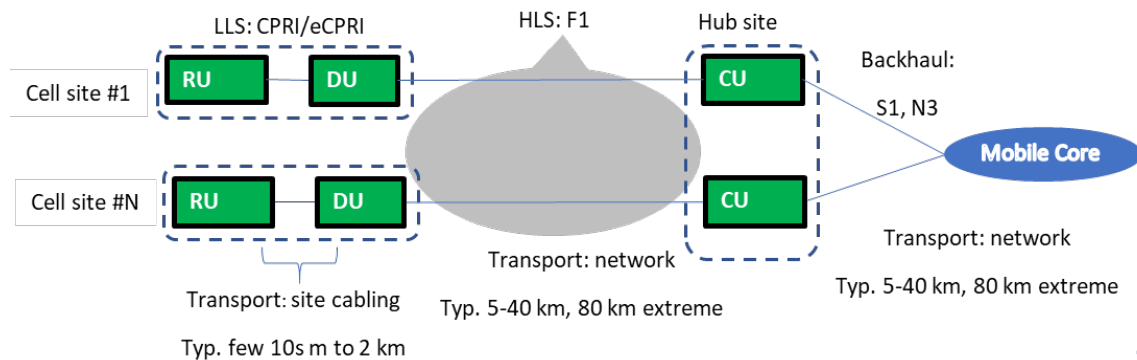 LLS: CPRI/eCPRI
HLS: F1
Hub site
Cell site #1
RU
DU
CU
Backhaul:
S1, N3
Mobile Core
Cell site #N
RU
DU
CU
Transport: site cabling
Typ. few 10s m to 2 km
Transport: network
Typ. 5-40 km, 80 km extreme
Transport: network
Typ. 5-40 km, 80 km extreme